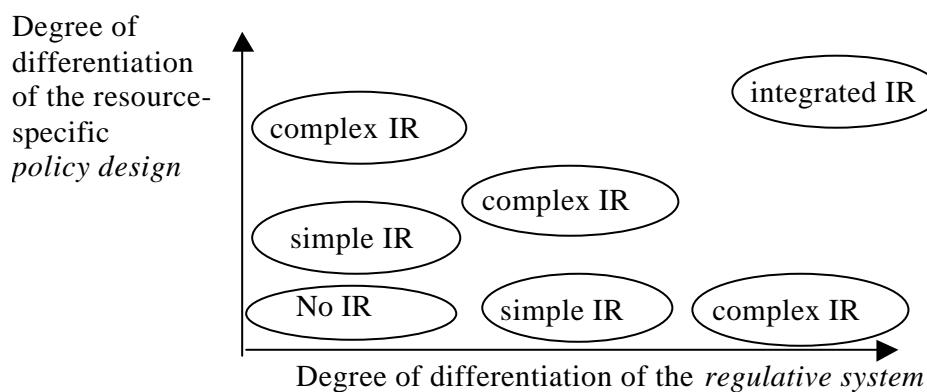 Degree of
differentiation
of the resource-
specific
policy design
integrated IR
complex IR
complex IR
simple IR
No IR
simple IR
complex IR
Degree of differentiation of the regulative system